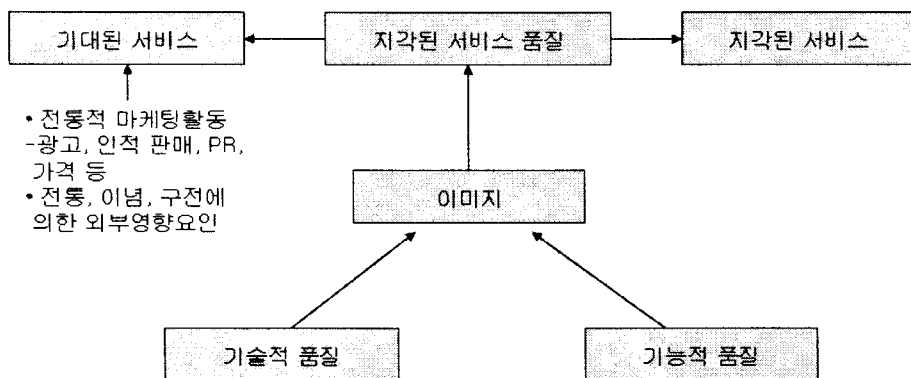 기대된 서비스
지각된 서비스 품질
지각된 서비스
• 전통적 마케팅활동
-광고, 인적 판매, PR,
가격 등
• 전통, 이념, 구전에
의한 외부영향요인
이미지
기술적 품질
기능적 품질